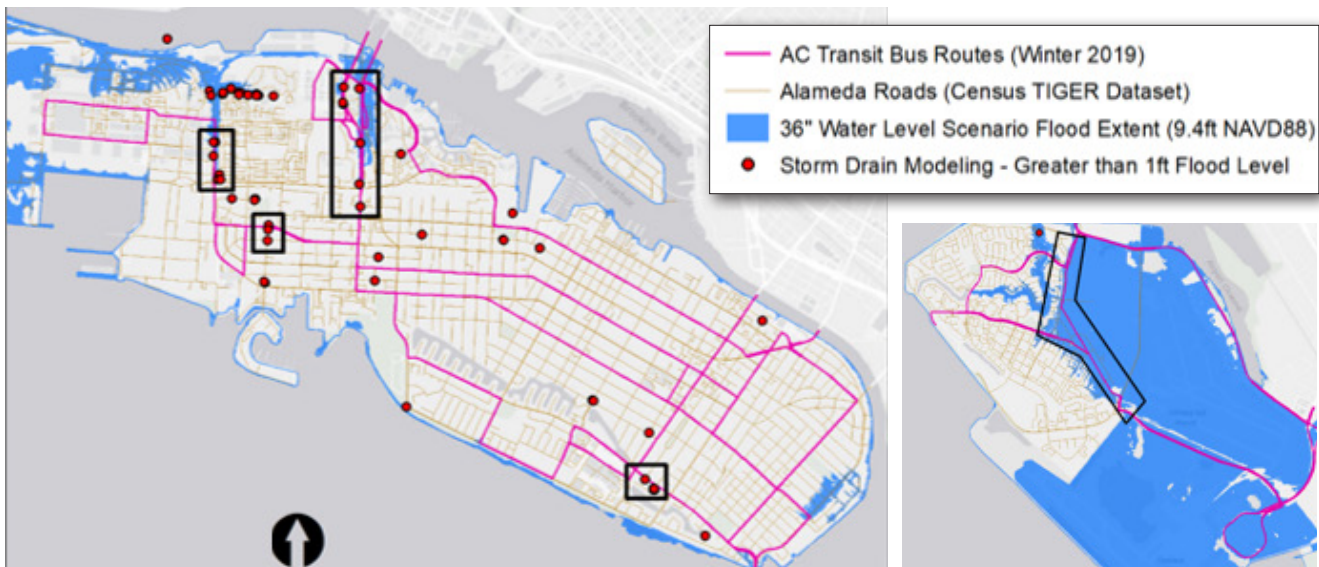 AC Transit Bus Routes (Winter 2019)
Alameda Roads (Census TIGER Dataset)
36" Water Level Scenario Flood Extent (9.4ft NAVD88)
Storm Drain Modeling - Greater than 1ft Flood Level